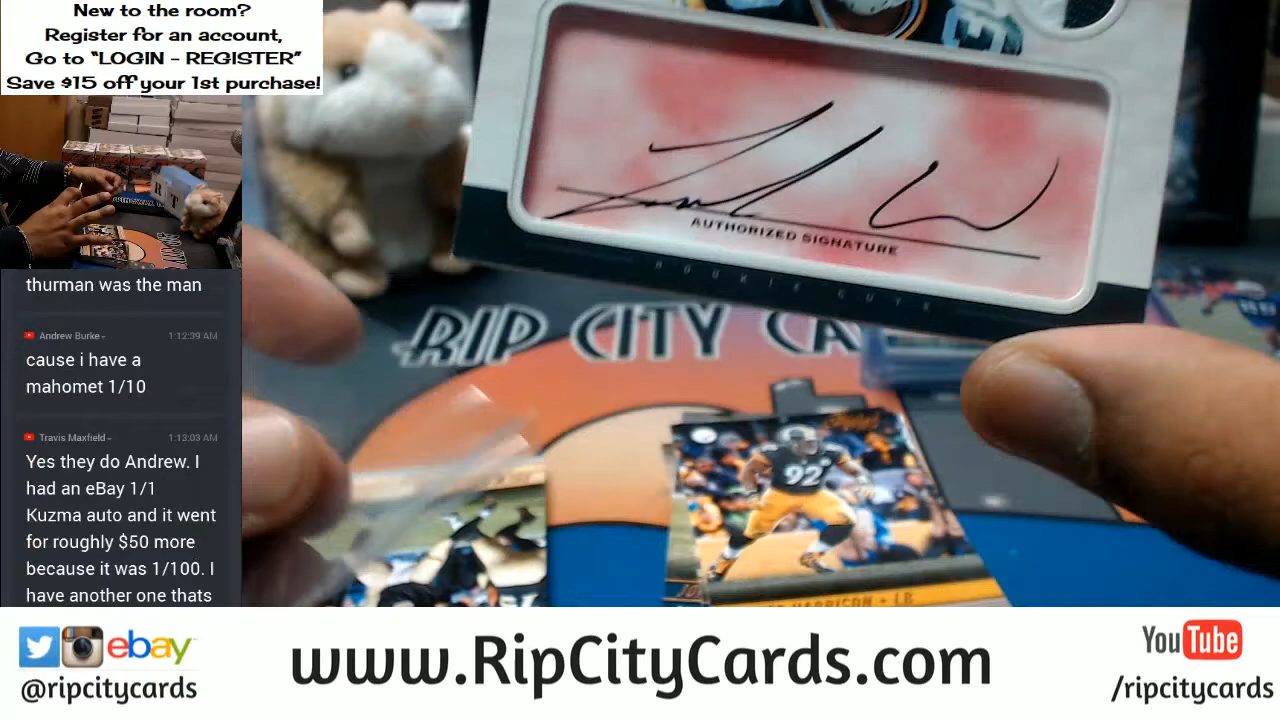 New to the room?
Register for an account,
Go to "LOGIN - REGISTER"
Save $15 off your 1st purchase!
R T
thurman was the man
Andrew Burke
1:12:39 AM
cause i have a
mahomet 1/10
Travis Maxfield
1:13:03 AM
Yes they do Andrew. I
had an eBay 1/1
Kuzma auto and it went
for roughly $50 more
because it was 1/100. I
have another one thats
AUTHORIZED SIGNATURE
RIP CITY CA
92
HARRISON • LB
ebay
@ripcitycards
www.RipCityCards.com
YouTube
/ripcitycards